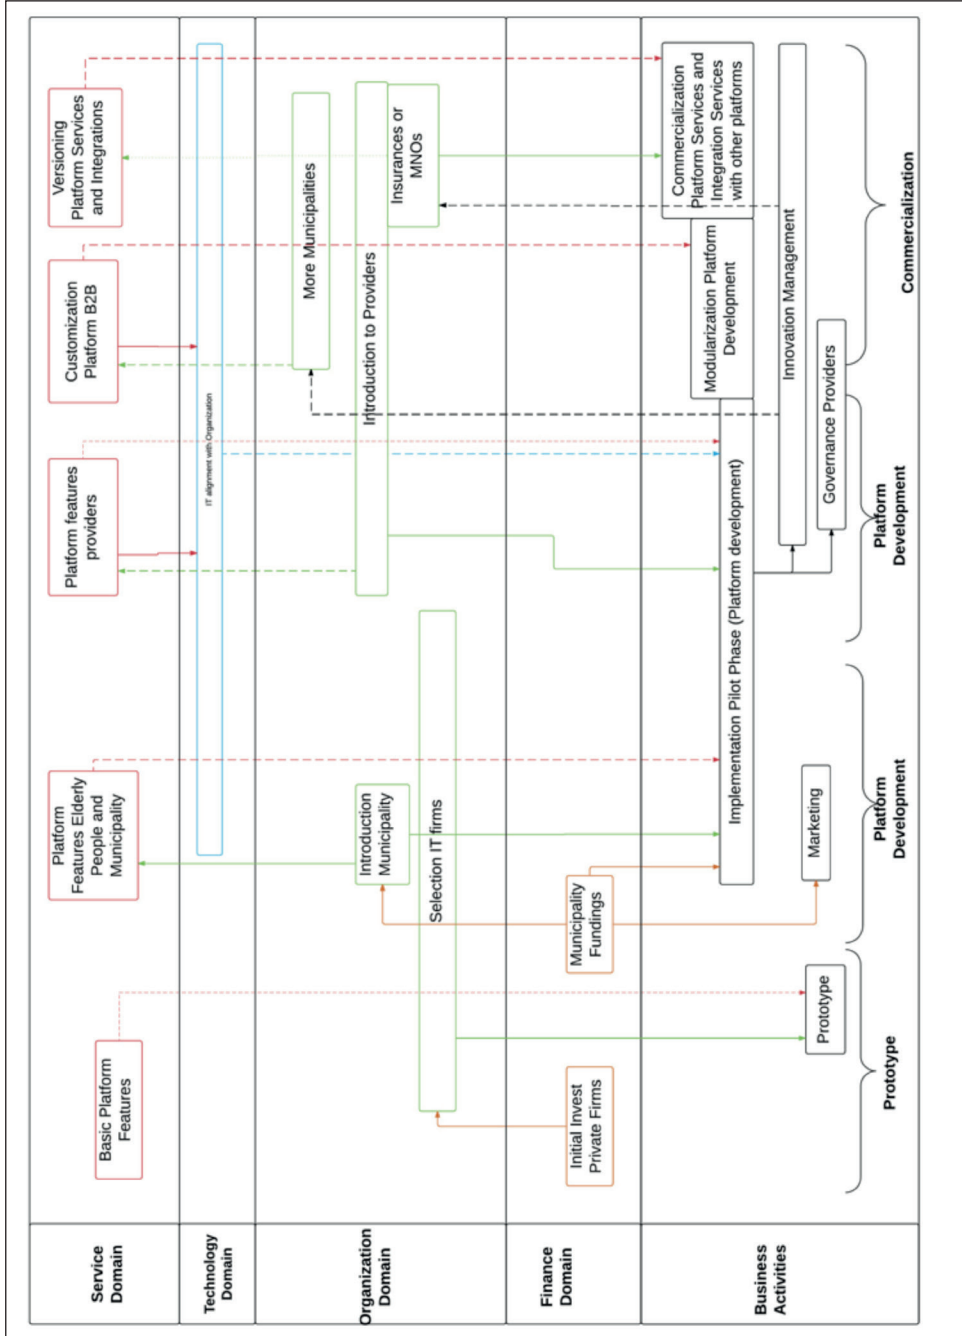 Service
Domain
Basic Platform
Features
Platform
Features Elderly
People and
Municipality
Platform features
providers
Customization
Platform B2B
Versioning
Platform Services
and Integrations
Technology
Domain
IT alignment with Organization
Organization
Domain
Selection IT firms
Introduction
Municipality
Introduction to Providers
More Municipalities
Insurances or
MNOs
Finance
Domain
Initial Invest
Private Firms
Municipality
Fundings
Business
Activities
Prototype
Marketing
Implementation Pilot Phase (Platform development)
Modularization Platform
Development
Commercialization
Platform Services and
Integration Services
with other platforms
Innovation Management
Governance Providers
Prototype
Platform
Development
Platform
Development
Commercialization